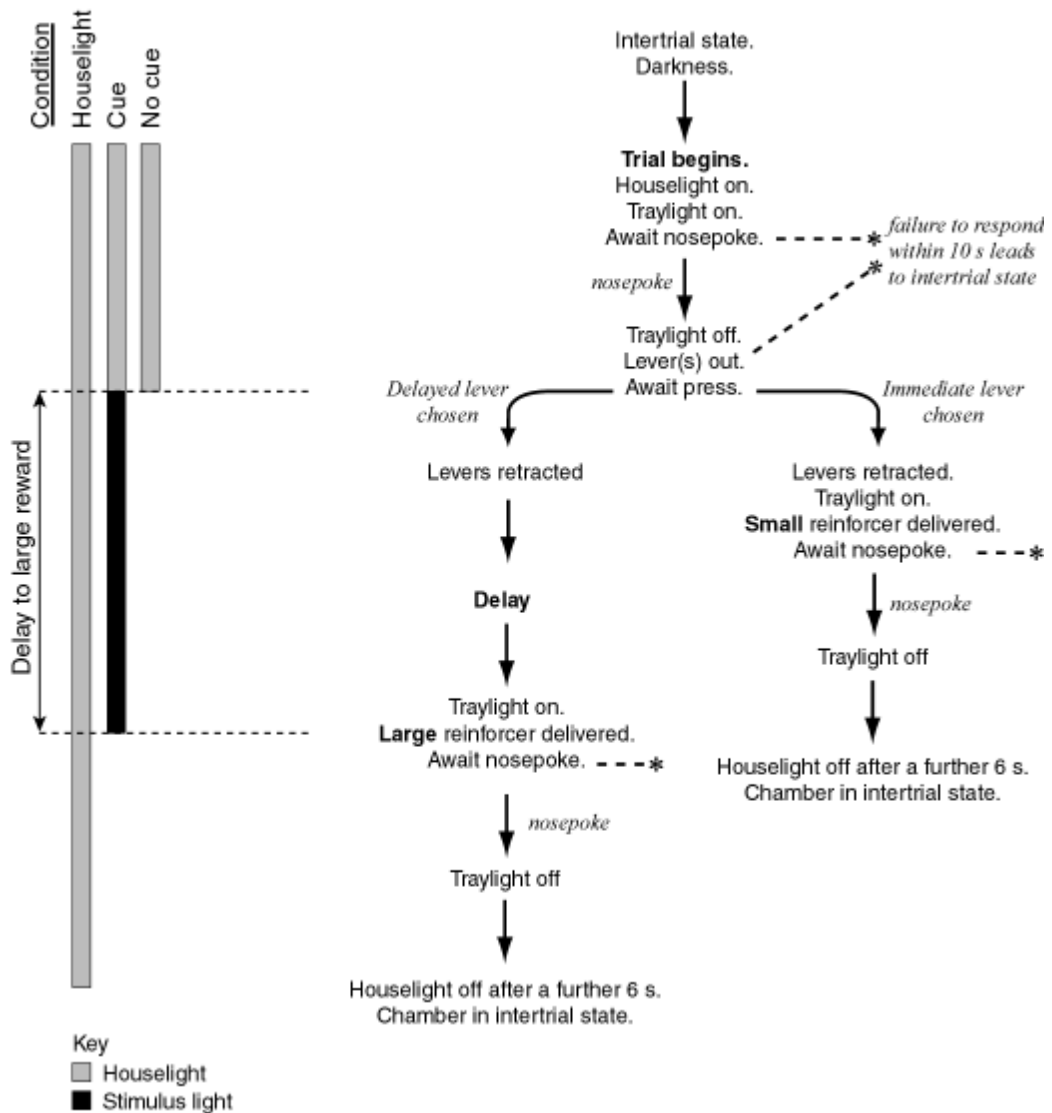 Condition
Houselight
Cue
No cue
Delay to large reward
Intertrial state.
Darkness.
Trial begins.
Houselight on.
Traylight on.
Await nosepoke.
*
failure to respond
within 10 s leads
to intertrial state
*
nosepoke
Traylight off.
Lever(s) out.
Await press.
Delayed lever
chosen
Immediate lever
chosen
Levers retracted
Delay
Traylight on.
Large reinforcer delivered.
Await nosepoke.
*
nosepoke
Traylight off
Houselight off after a further 6 s.
Chamber in intertrial state.
Levers retracted.
Traylight on.
Small reinforcer delivered.
Await nosepoke.
*
nosepoke
Traylight off
Houselight off after a further 6 s.
Chamber in intertrial state.
Key
Houselight
Stimulus light